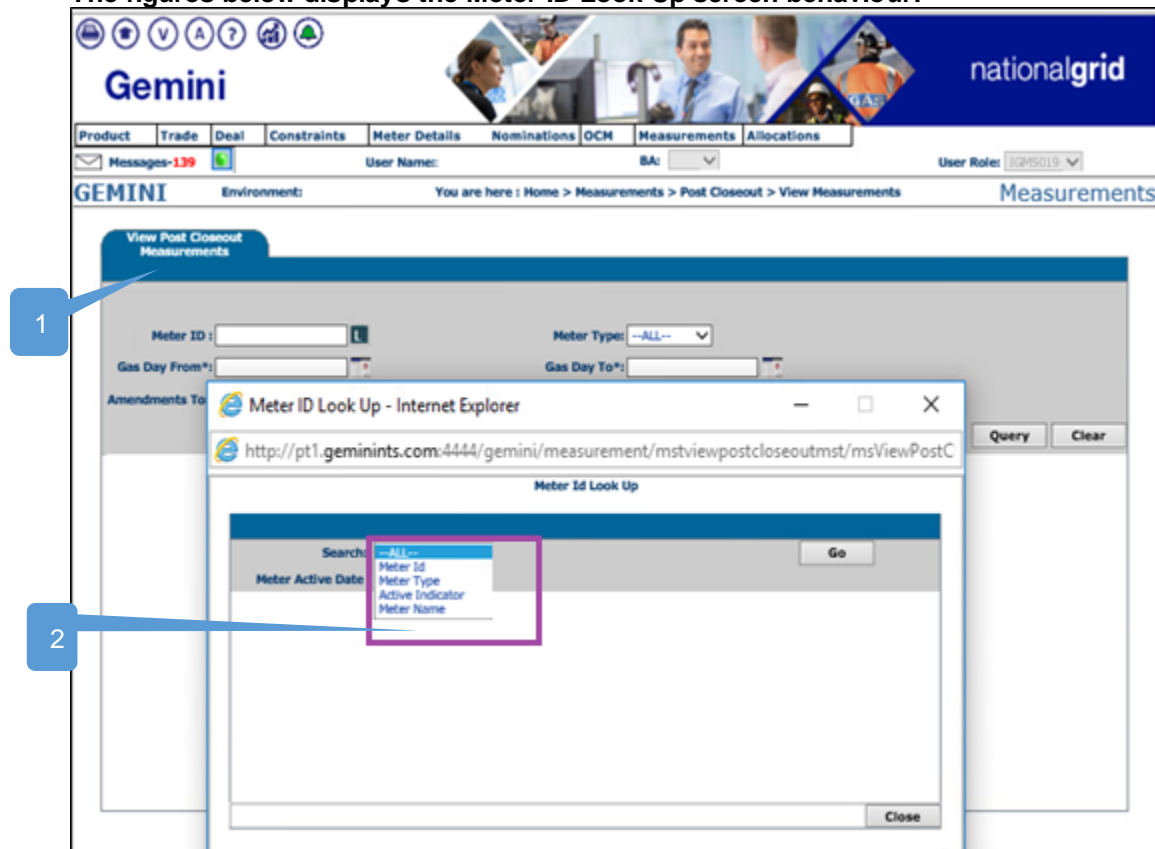 The figures below displays the Meter ID Look Up screen behaviour:
V A ?
Gemini
nationalgrid
GAS
Product Trade Deal Constraints Meter Details Nominations OCM Measurements Allocations
Messages-139 User Name: BA: User Role: IGMS019
GEMINI Environment: You are here : Home > Measurements > Post Closeout > View Measurements Measurements
View Post Closeout
Measurements
1
Meter ID : L Meter Type: --ALL--
Gas Day From*: Gas Day To*:
Amendments To
Query Clear
Meter ID Look Up - Internet Explorer
http://pt1.geminints.com:4444/gemini/measurement/mstviewpostcloseoutmst/msViewPostC
Meter Id Look Up
Search: --ALL-- Go
Meter Id
Meter Active Date Meter Type
Active Indicator
Meter Name
2
Close